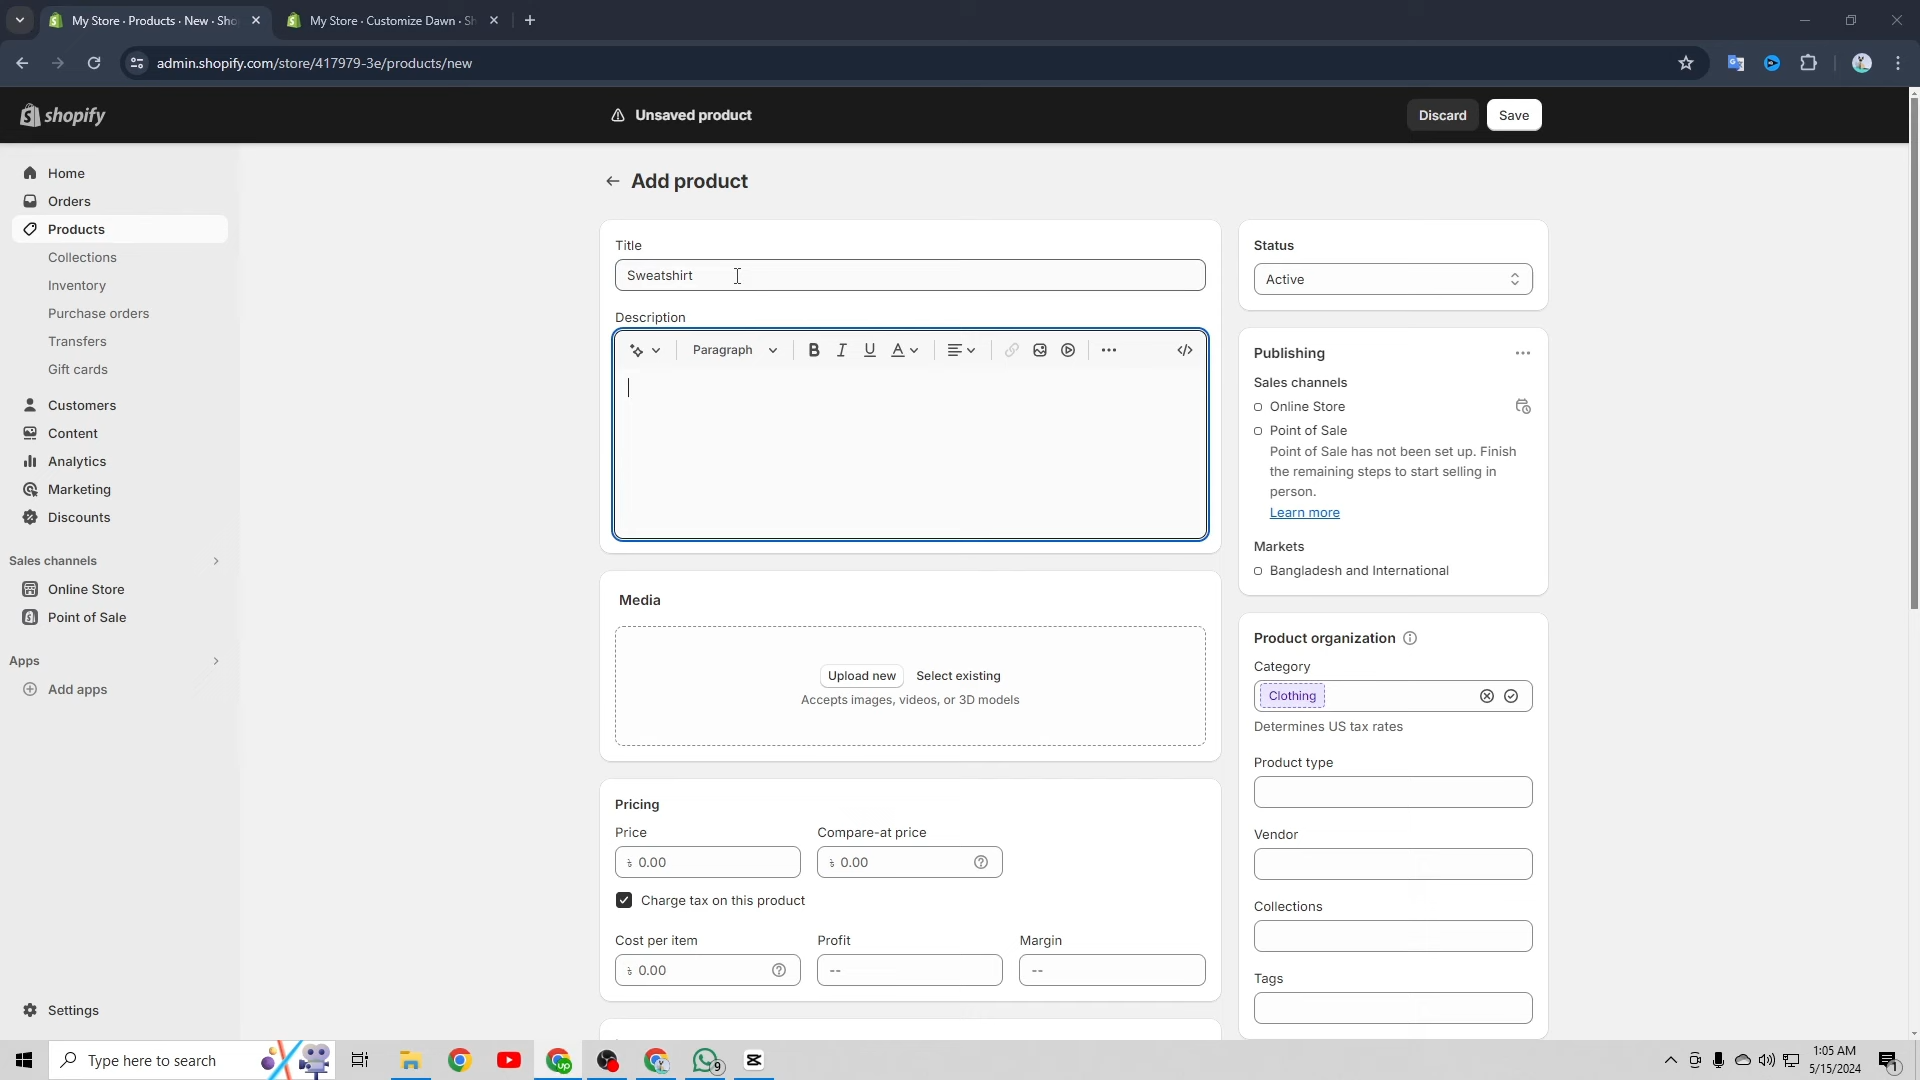 My Store · Products · New · Sho
My Store · Customize Dawn · Sh
admin.shopify.com/store/417979-3e/products/new
shopify
Unsaved product
Discard
Save
Home
Orders
Products
Collections
Inventory
Purchase orders
Transfers
Gift cards
Customers
Content
Analytics
Marketing
Discounts
Sales channels
Online Store
Point of Sale
Apps
Add apps
Settings
Add product
Title
Sweatshirt
Description
Paragraph
B I U A
Media
Upload new Select existing
Accepts images, videos, or 3D models
Pricing
Price Compare-at price
৳ 0.00 ৳ 0.00
Charge tax on this product
Cost per item Profit Margin
৳ 0.00 -- --
Status
Active
Publishing
Sales channels
Online Store
Point of Sale
Point of Sale has not been set up. Finish
the remaining steps to start selling in
person.
Learn more
Markets
Bangladesh and International
Product organization
Category
Clothing
Determines US tax rates
Product type
Vendor
Collections
Tags
Type here to search
up
9
1:05 AM
5/15/2024
1